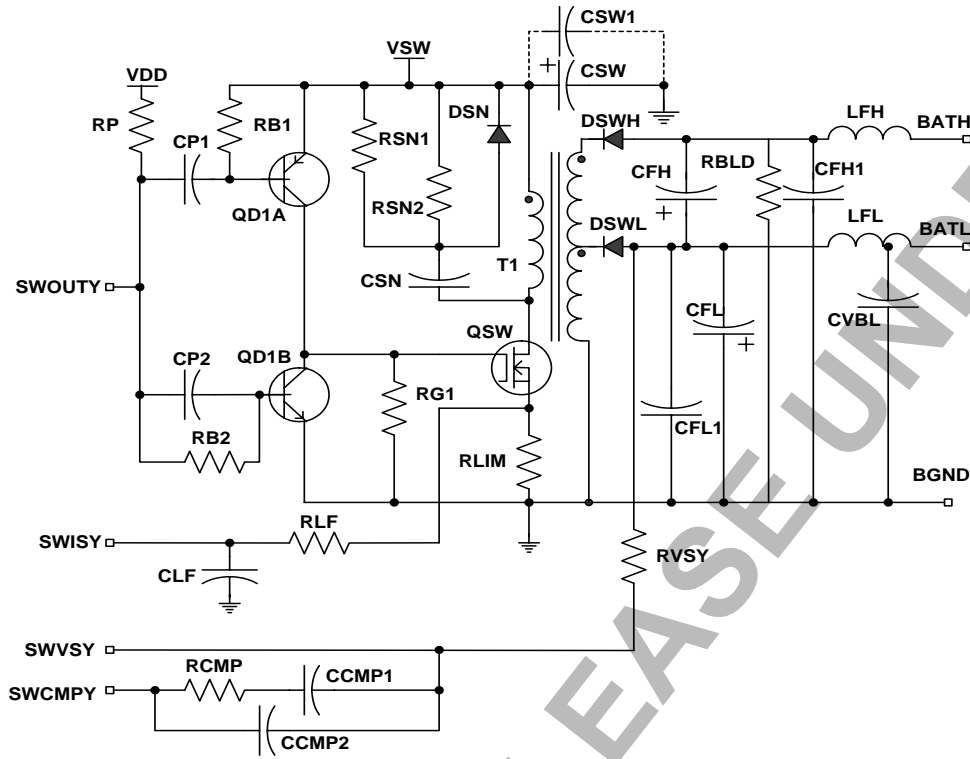 CSW1
VSW
VDD
CSW
RP
RB1
DSN
DSWH
LFH
BATH
CP1
RSN1
CFH
RBLD
CFH1
QD1A
RSN2
DSWL
LFL
BATL
T1
CSN
SWOUTY
QSW
CFL
CVBL
CP2
QD1B
RG1
CFL1
RB2
RLIM
BGND
RLF
SWISY
RVSY
CLF
SWVSY
RCMP
CCMP1
SWCMPY
CCMP2
EASE UND